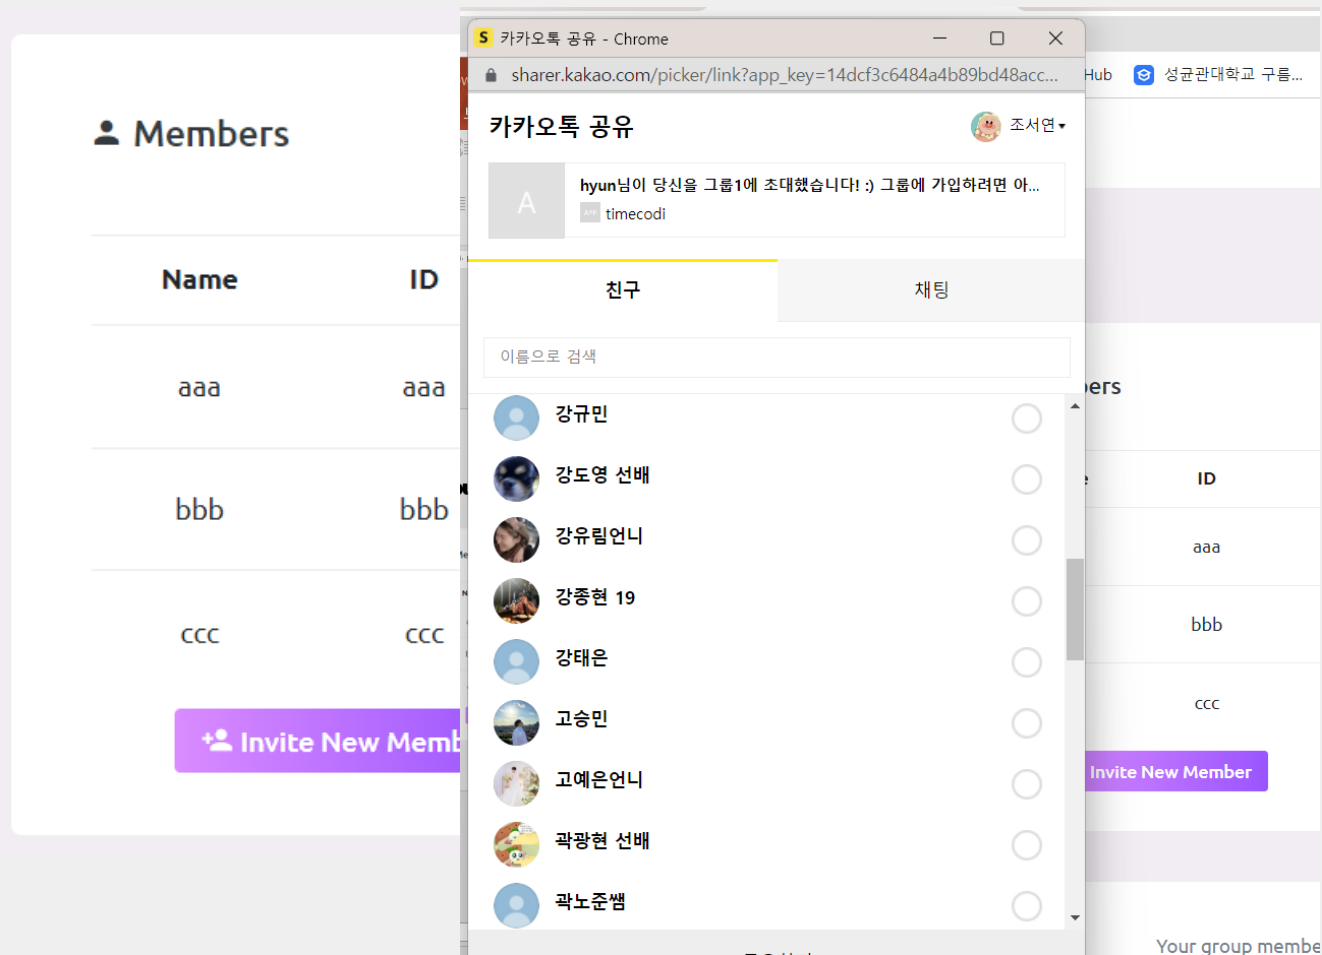 Members
Name ID
aaa aaa
bbb bbb
ccc ccc
Invite New Memb
S 카카오톡 공유 - Chrome
sharer.kakao.com/picker/link?app_key=14dcf3c6484a4b89bd48acc...
카카오톡 공유
조서연
A
hyun님이 당신을 그룹1에 초대했습니다! :) 그룹에 가입하려면 아...
APP timecodi
친구 채팅
이름으로 검색
강규민
강도영 선배
강유림언니
강종현 19
강태은
고승민
고예은언니
곽광현 선배
곽노준쌤
Hub 성균관대학교 구름...
bers
ID
aaa
bbb
ccc
Invite New Member
Your group membe